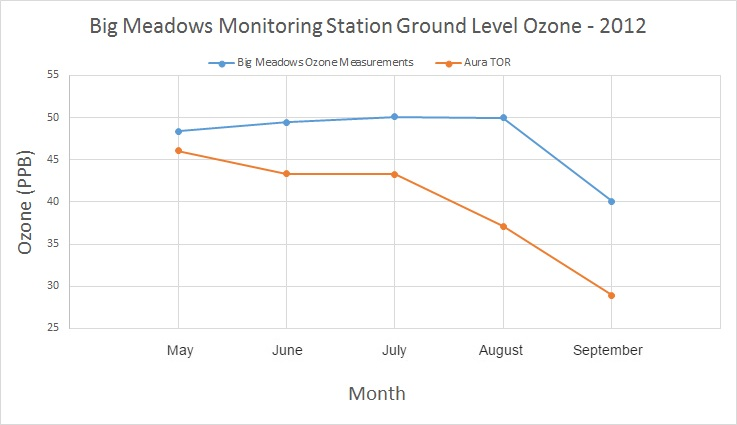 Big Meadows Monitoring Station Ground Level Ozone - 2012
Big Meadows Ozone Measurements Aura TOR
55
50
45
40
35
30
25
Ozone (PPB)
May June July August September
Month